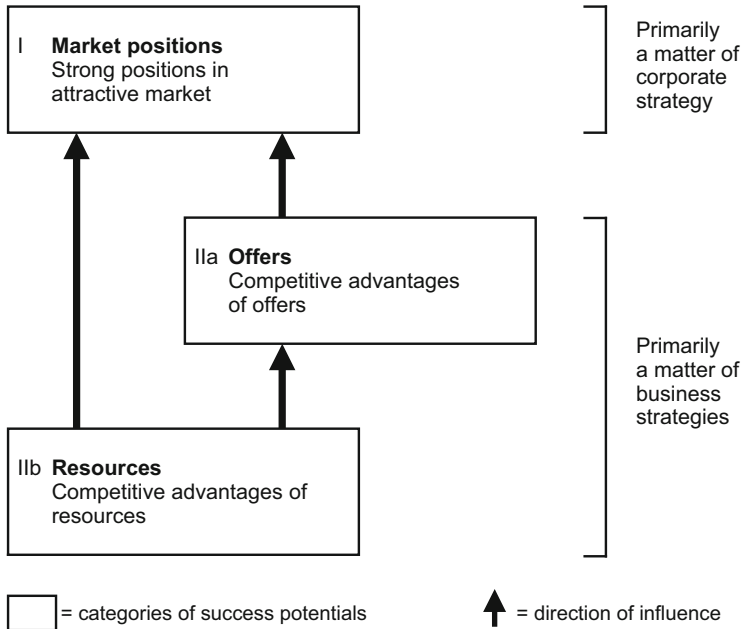 I Market positions
Strong positions in
attractive market
Primarily
a matter of
corporate
strategy
IIa Offers
Competitive advantages
of offers
Primarily
a matter of
business
strategies
IIb Resources
Competitive advantages of
resources
= categories of success potentials
= direction of influence